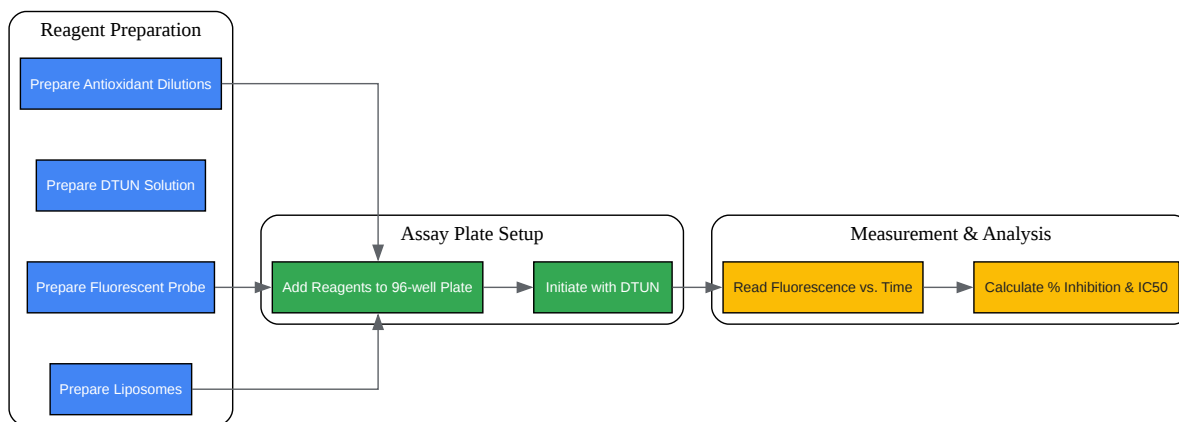 Reagent Preparation
Prepare Antioxidant Dilutions
Prepare DTUN Solution
Prepare Fluorescent Probe
Prepare Liposomes
Assay Plate Setup
Add Reagents to 96-well Plate
Initiate with DTUN
Measurement & Analysis
Read Fluorescence vs. Time
Calculate % Inhibition & IC50